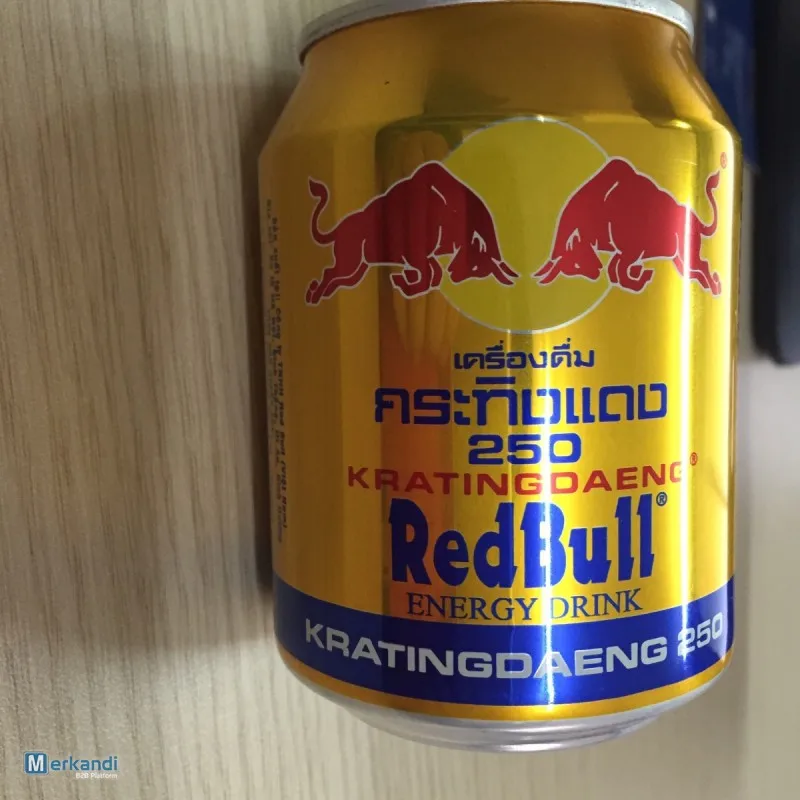 เครื่องดื่ม
กระทิงแดง
250
KRATINGDAENG®
RedBull®
ENERGY DRINK
KRATINGDAENG 250
Merkandi
B2B Platform